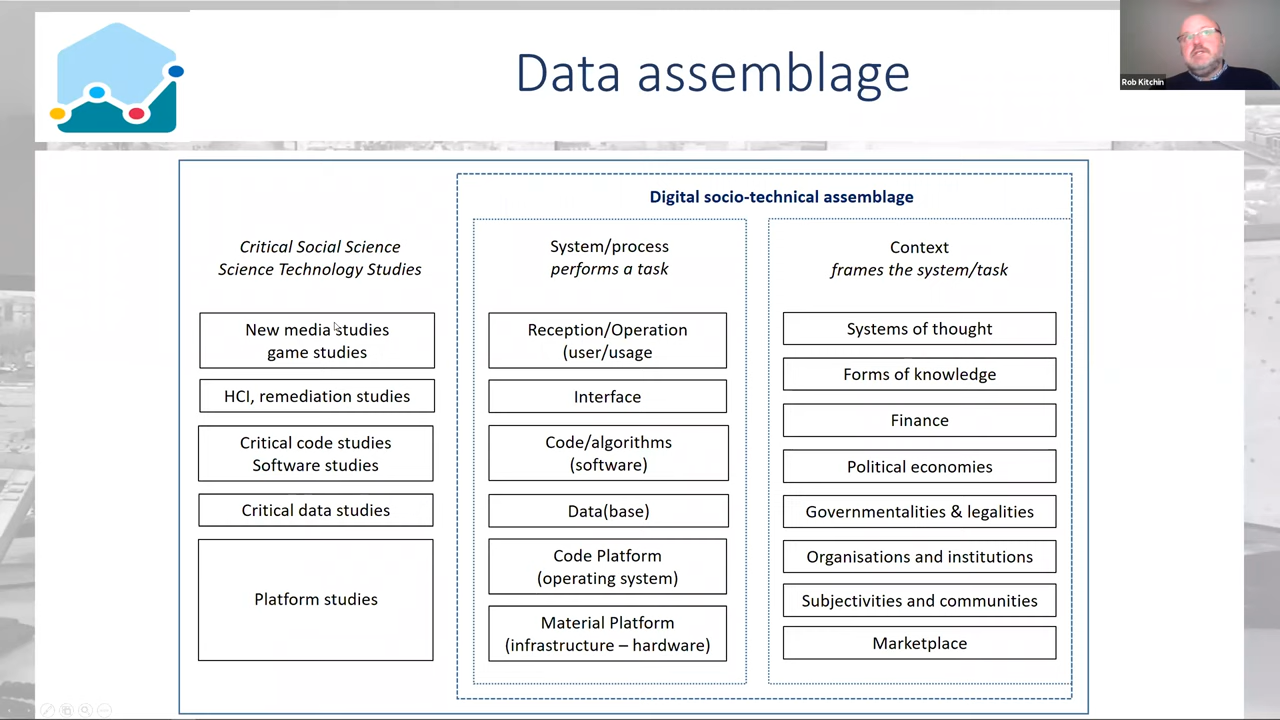 Data assemblage
Rob Kitchin
Digital socio-technical assemblage
Critical Social Science
Science Technology Studies
New media studies
game studies
HCI, remediation studies
Critical code studies
Software studies
Critical data studies
Platform studies
System/process
performs a task
Reception/Operation
(user/usage
Interface
Code/algorithms
(software)
Data(base)
Code Platform
(operating system)
Material Platform
(infrastructure – hardware)
Context
frames the system/task
Systems of thought
Forms of knowledge
Finance
Political economies
Governmentalities & legalities
Organisations and institutions
Subjectivities and communities
Marketplace